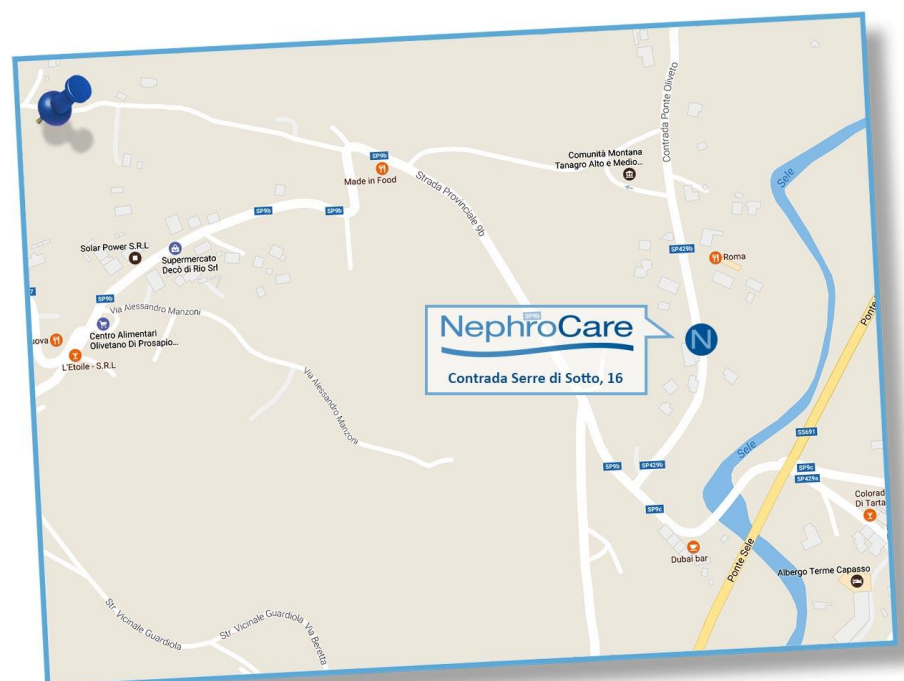 Contrada Ponte Oliveto
SP9b
Made in Food
Strada Provinciale 9b
Comunità Montana
Tanagro Alto e Medio...
Sele
SP9b
SP9b
Solar Power S.R.L
Supermercato
Decò di Rio Srl
SP429b
Roma
SP9b
Via Alessandro Manzoni
Centro Alimentari
Olivetano Di Prosapio...
L'Etoile - S.R.L
SP9b
NephroCare
N
Contrada Serre di Sotto, 16
Via Alessandro Manzoni
SS691
Sele
SP9b
SP429b
SP9c
SP429a
SP9c
Dubai bar
Ponte Sele
Colorad
Di Tarta
Albergo Terme Capasso
Str. Vicinale Guardiola
Str. Vicinale Guardiola
Via Beretta